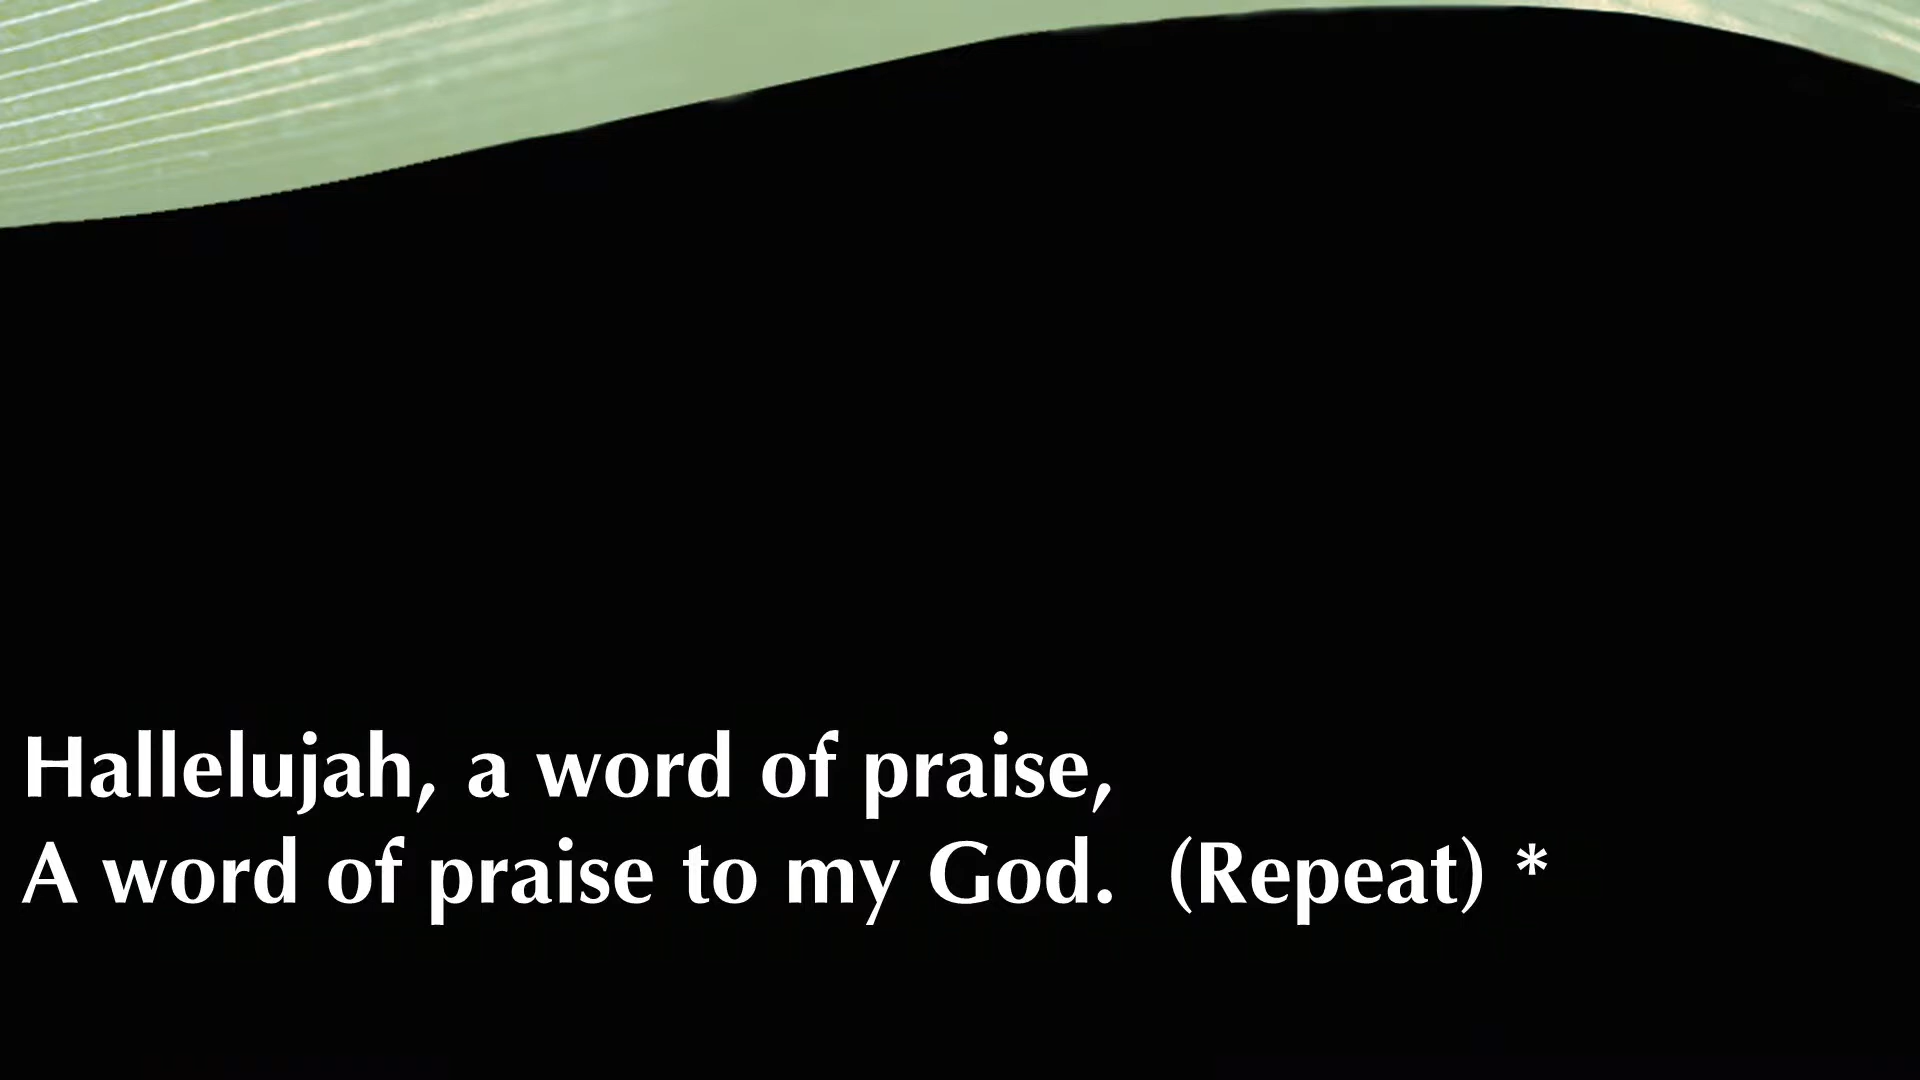 Hallelujah, a word of praise,
A word of praise to my God.  (Repeat) *